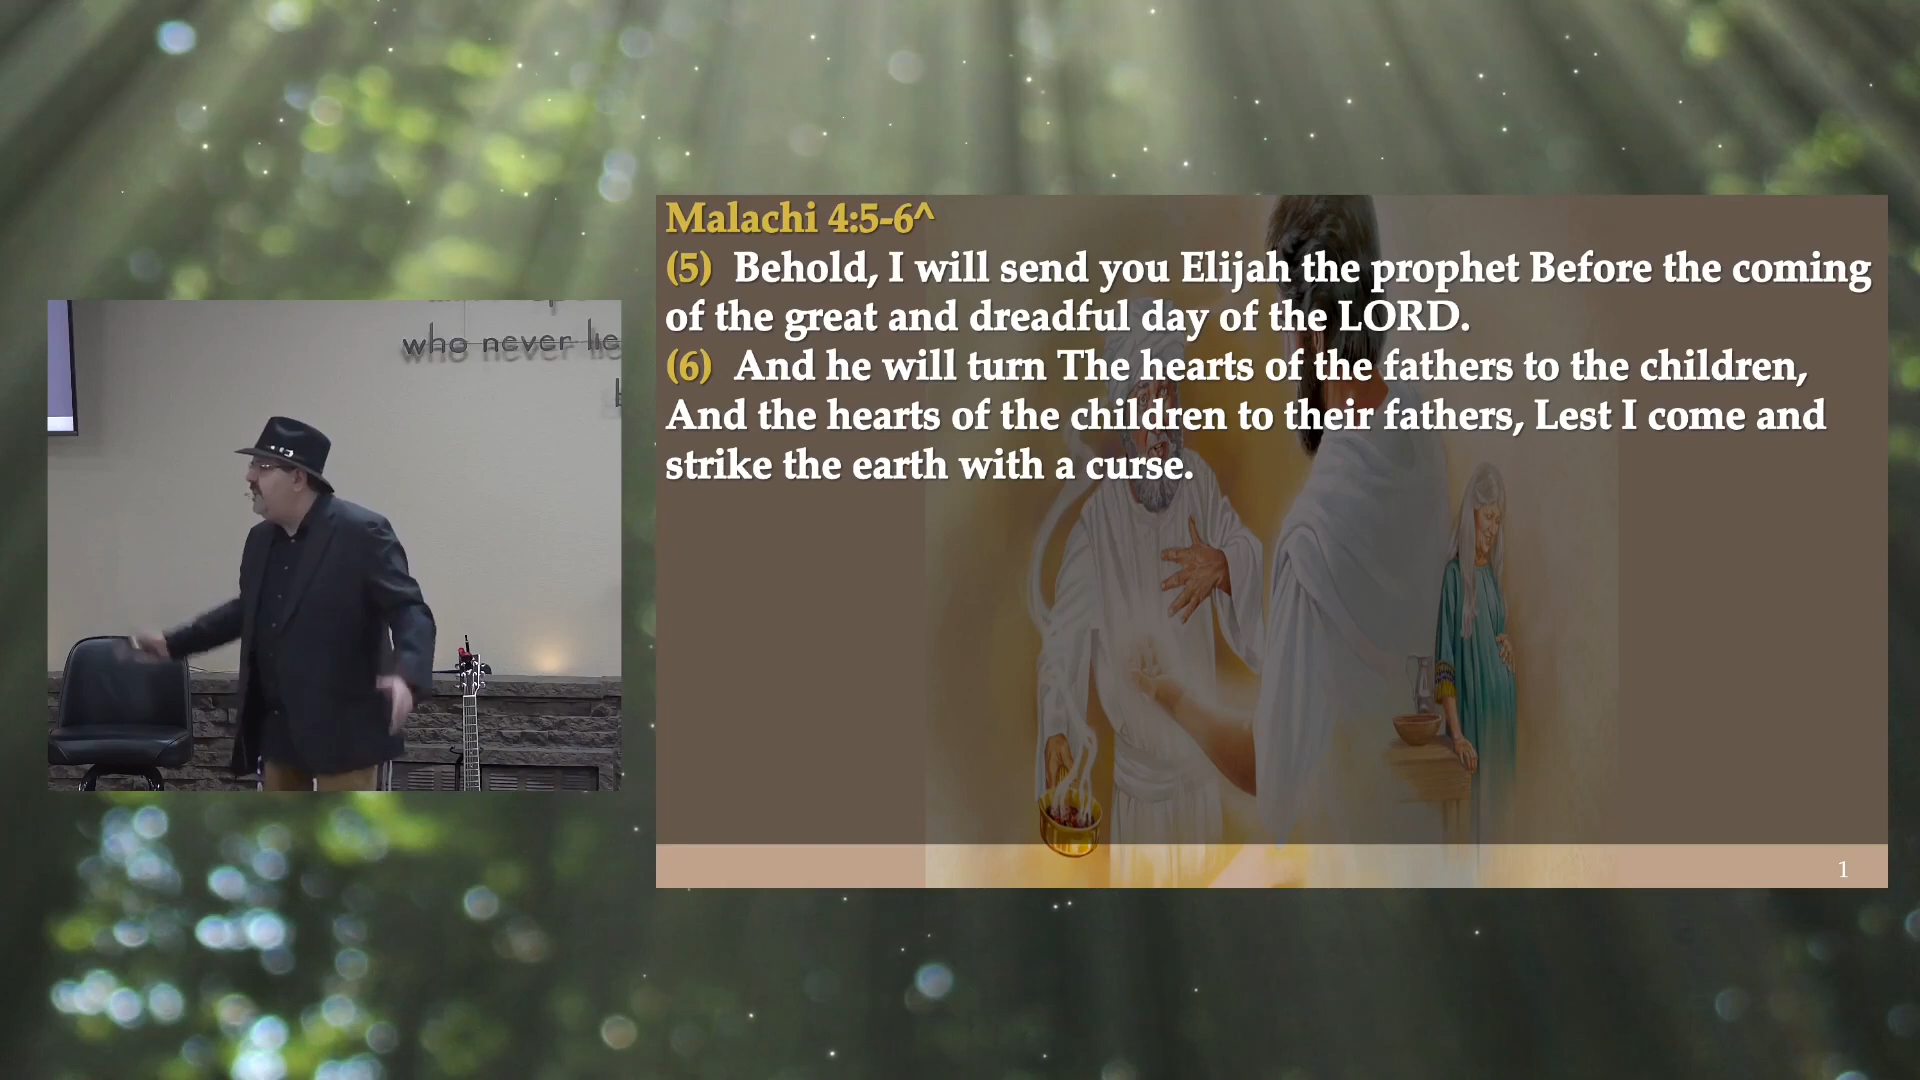 who never lie
Malachi 4:5-6^
(5) Behold, I will send you Elijah the prophet Before the coming
of the great and dreadful day of the LORD.
(6) And he will turn The hearts of the fathers to the children,
And the hearts of the children to their fathers, Lest I come and
strike the earth with a curse.
1